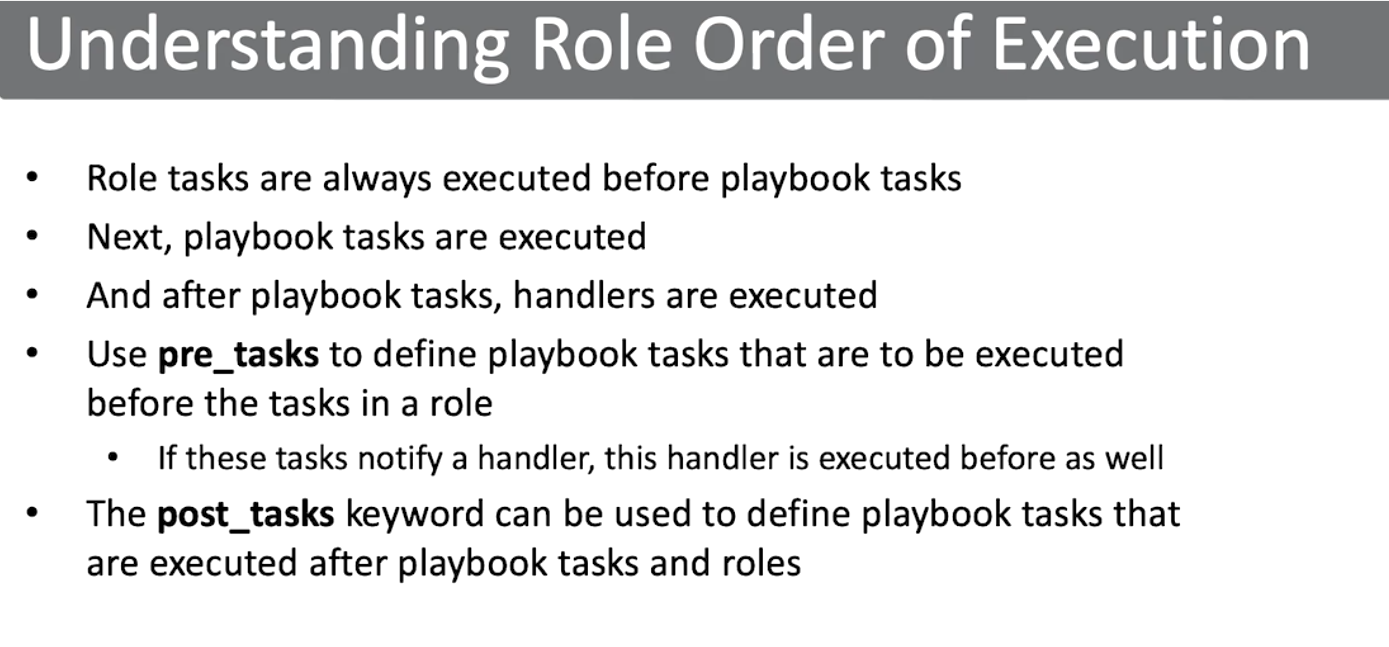 Understanding Role Order of Execution
• Role tasks are always executed before playbook tasks
• Next, playbook tasks are executed
• And after playbook tasks, handlers are executed
• Use pre_tasks to define playbook tasks that are to be executed
before the tasks in a role
• If these tasks notify a handler, this handler is executed before as well
• The post_tasks keyword can be used to define playbook tasks that
are executed after playbook tasks and roles